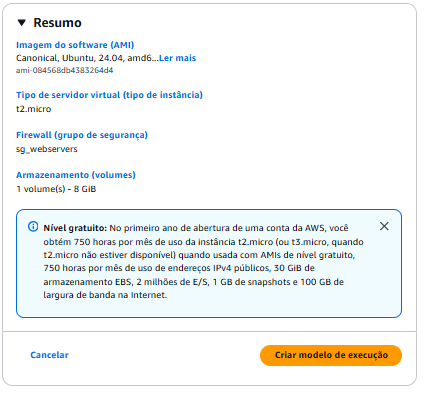 Resumo
Imagem do software (AMI)
Canonical, Ubuntu, 24.04, amd6...Ler mais
ami-084568db4383264d4
Tipo de servidor virtual (tipo de instância)
t2.micro
Firewall (grupo de segurança)
sg_webservers
Armazenamento (volumes)
1 volume(s) - 8 GiB
Nível gratuito: No primeiro ano de abertura de uma conta da AWS, você
obtém 750 horas por mês de uso da instância t2.micro (ou t3.micro, quando
t2.micro não estiver disponível) quando usada com AMIs de nível gratuito,
750 horas por mês de uso de endereços IPv4 públicos, 30 GiB de
armazenamento EBS, 2 milhões de E/S, 1 GB de snapshots e 100 GB de
largura de banda na Internet.
Cancelar
Criar modelo de execução